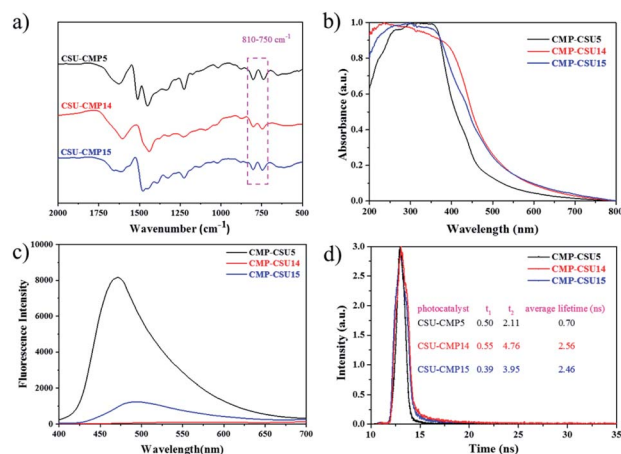 a)
810-750 cm⁻¹
CSU-CMP5
CSU-CMP14
CSU-CMP15
2000 1750 1500 1250 1000 750 500
Wavenumber (cm⁻¹)
b)
CMP-CSU5
CMP-CSU14
CMP-CSU15
1.0
0.8
0.6
0.4
0.2
0.0
Absorbance (a.u.)
200 300 400 500 600 700 800
Wavelength (nm)
c)
CMP-CSU5
CMP-CSU14
CMP-CSU15
10000
8000
6000
4000
2000
0
Fluorescence Intensity
400 450 500 550 600 650 700
Wavelength(nm)
d)
CMP-CSU5
CMP-CSU14
CMP-CSU15
photocatalyst t₁ t₂ average lifetime (ns)
CSU-CMP5 0.50 2.11 0.70
CSU-CMP14 0.55 4.76 2.56
CSU-CMP15 0.39 3.95 2.46
3.0
2.5
2.0
1.5
1.0
0.5
0.0
Intensity (a.u.)
10 15 20 25 30 35
Time (ns)